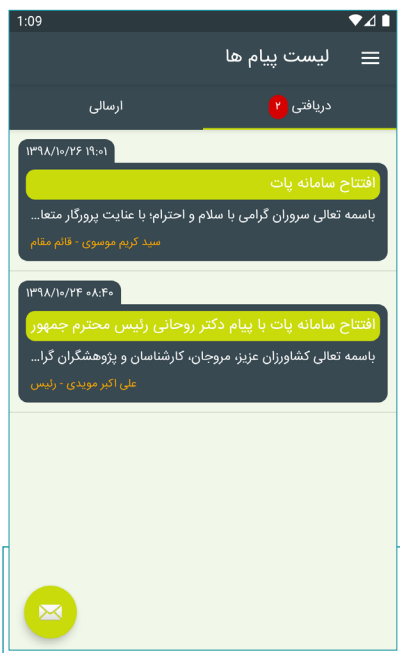 1:09
لیست پیام ها
دریافتی ۲
ارسالی
۱۳۹۸/۱۰/۲۶ ۱۹:۰۱
افتتاح سامانه پات
باسمه تعالی سروران گرامی با سلام و احترام؛ با عنایت پرورگار متعا...
سید کریم موسوی - قائم مقام
۱۳۹۸/۱۰/۲۴ ۰۸:۴۰
افتتاح سامانه پات با پیام دکتر روحانی رئیس محترم جمهور
باسمه تعالی کشاورزان عزیز، مروجان، کارشناسان و پژوهشگران گرا...
علی اکبر مویدی - رئیس